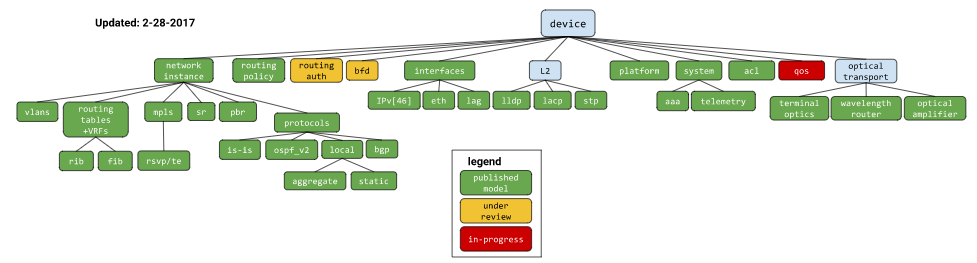 Updated: 2-28-2017
device
network
instance
routing
policy
routing
auth
bfd
interfaces
L2
platform
system
acl
qos
optical
transport
vlans
routing
tables
+VRFs
mpls
sr
pbr
IPv[46]
eth
lag
lldp
lacp
stp
aaa
telemetry
terminal
optics
wavelength
router
optical
amplifier
protocols
rib
fib
rsvp/te
is-is
ospf_v2
local
bgp
aggregate
static
legend
published
model
under
review
in-progress